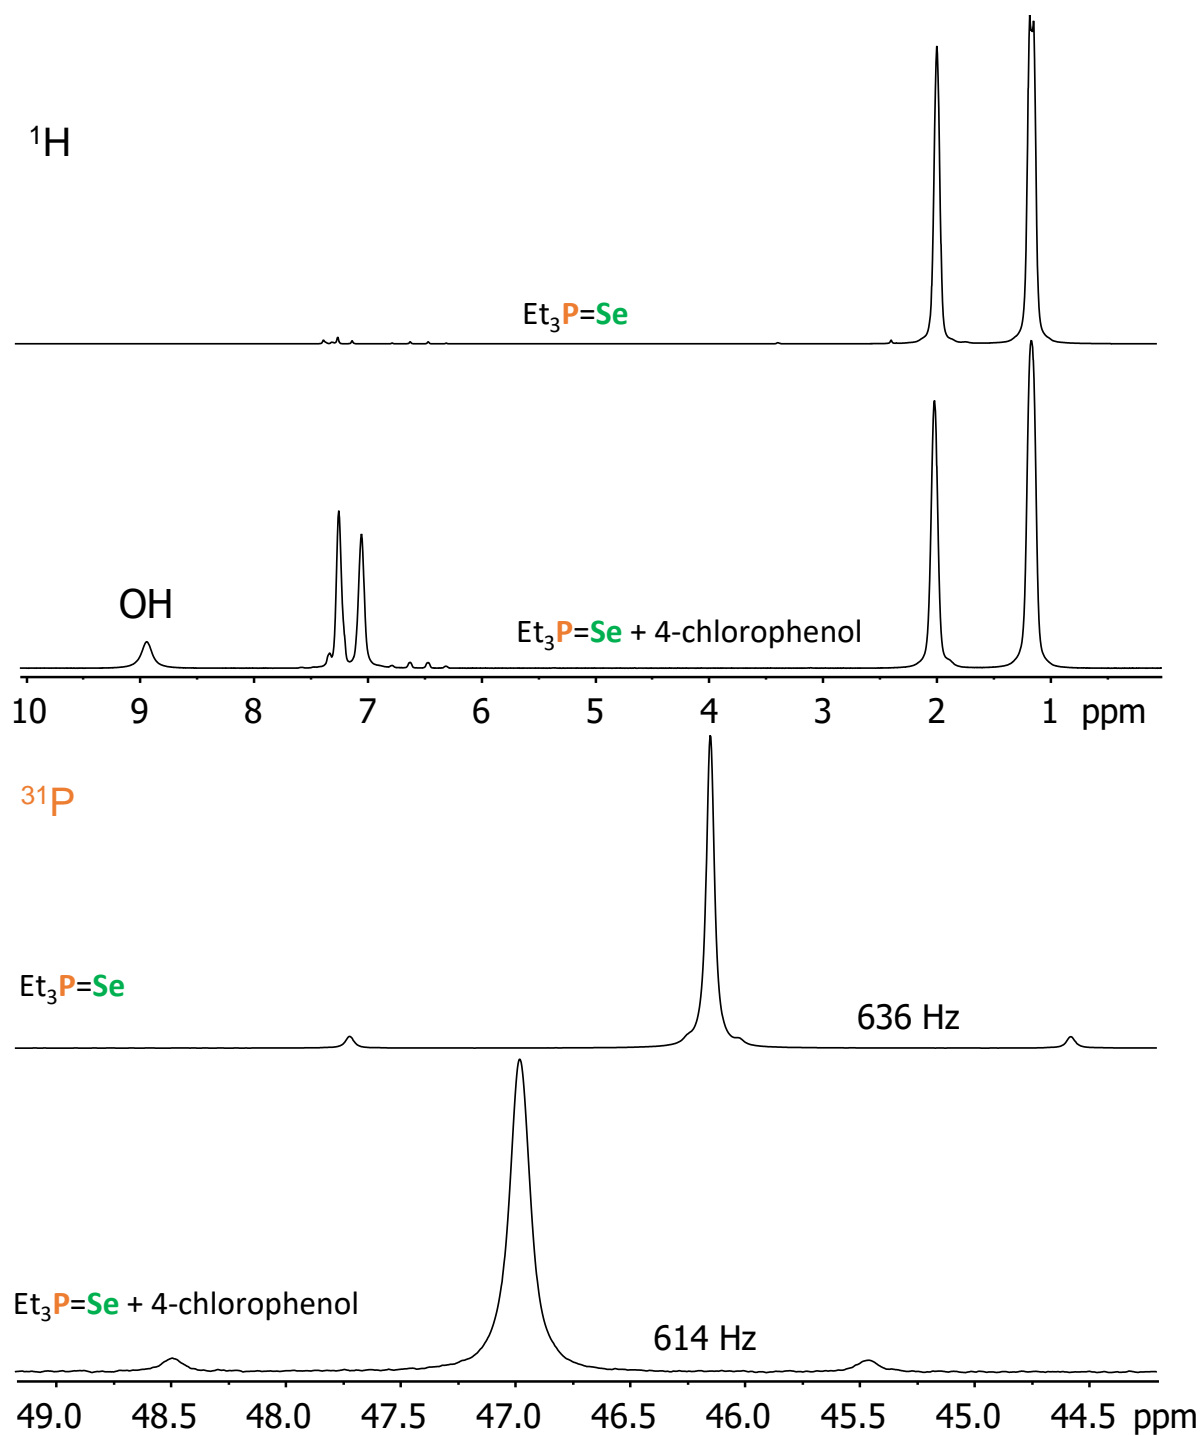 ¹H
Et₃P=Se
OH
Et₃P=Se + 4-chlorophenol
10 9 8 7 6 5 4 3 2 1 ppm
³¹P
Et₃P=Se
636 Hz
Et₃P=Se + 4-chlorophenol
614 Hz
49.0 48.5 48.0 47.5 47.0 46.5 46.0 45.5 45.0 44.5 ppm